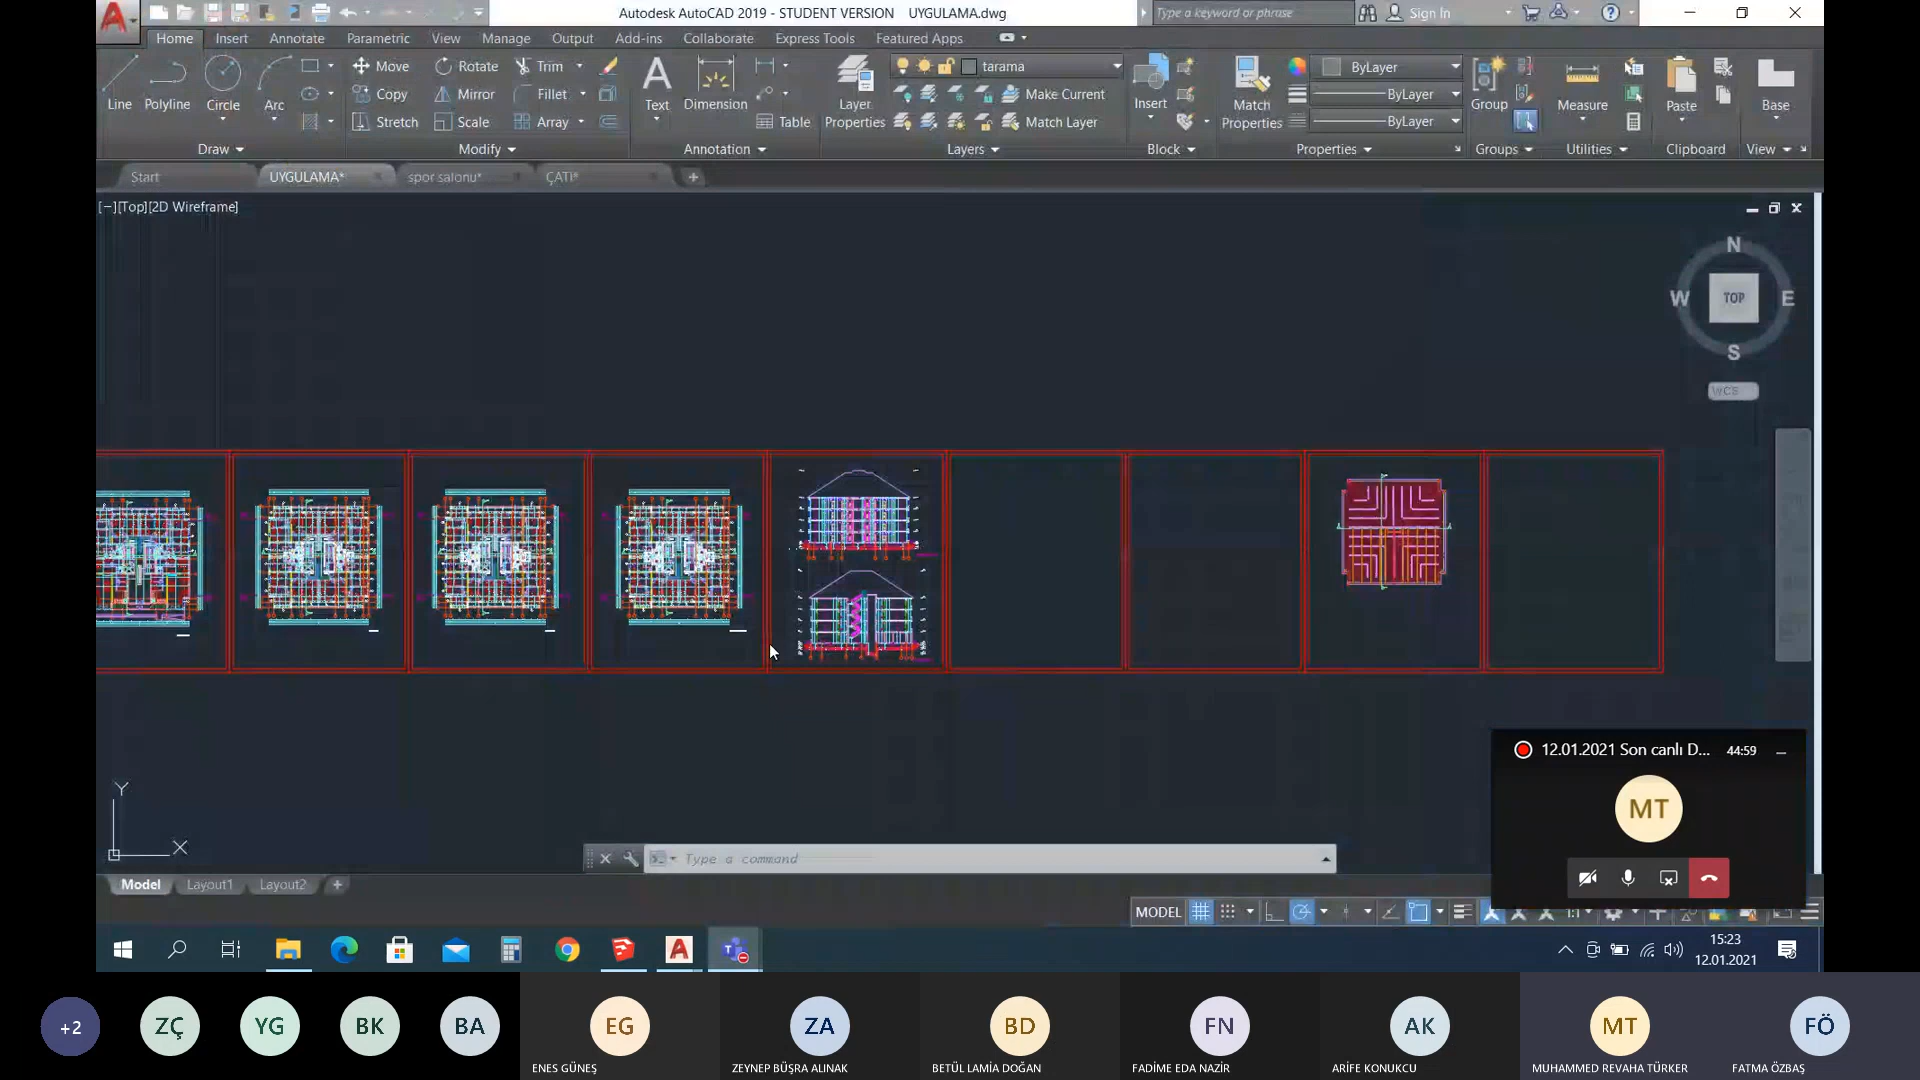 Autodesk AutoCAD 2019 - STUDENT VERSION UYGULAMA.dwg
Type a keyword or phrase
Sign In
Home Insert Annotate Parametric View Manage Output Add-ins Collaborate Express Tools Featured Apps
Line Polyline Circle Arc
Move Rotate Trim
Copy Mirror Fillet
Stretch Scale Array
Text Dimension Table
Layer Properties
tarama
Make Current
Match Layer
Insert
Match Properties
ByLayer
ByLayer
ByLayer
Group
Measure
Paste
Base
Draw Modify Annotation Layers Block Properties Groups Utilities Clipboard View
Start UYGULAMA* spor salonu* ÇATI*
[−][Top][2D Wireframe]
N
W TOP E
S
WCS
12.01.2021 Son canlı D... 44:59
MT
Y
X
Type a command
Model Layout1 Layout2
MODEL
1:1
15:23
12.01.2021
+2 ZÇ YG BK BA EG ZA BD FN AK MT FÖ
ENES GÜNEŞ ZEYNEP BÜŞRA ALINAK BETÜL LAMİA DOĞAN FADİME EDA NAZİR ARİFE KONUKCU MUHAMMED REVAHA TÜRKER FATMA ÖZBAŞ